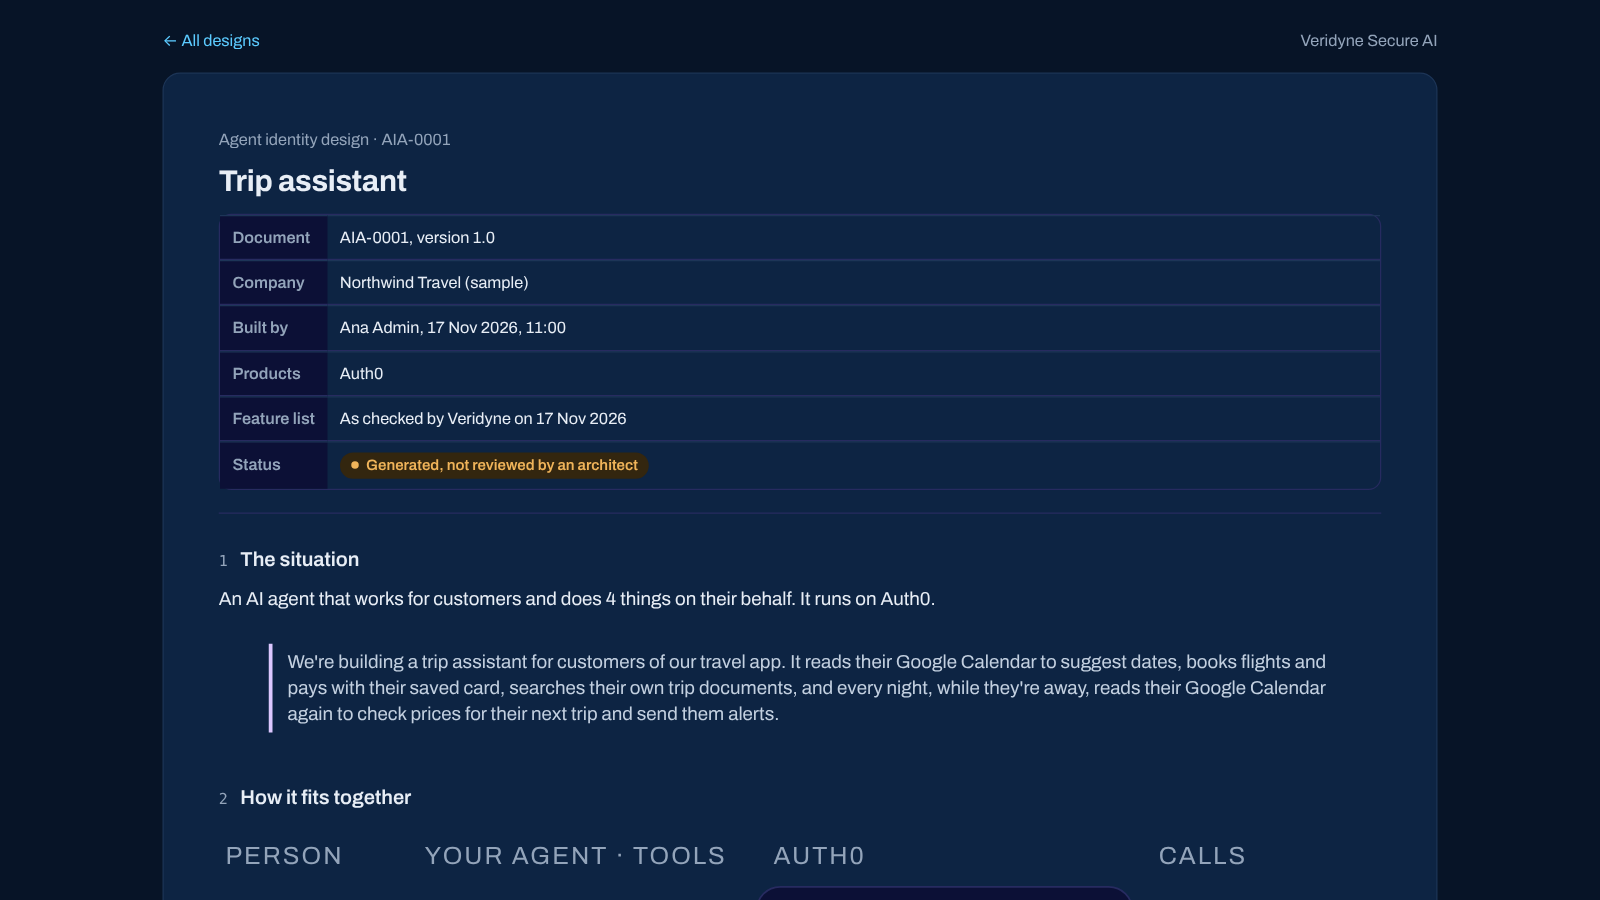 ← All designs
Veridyne Secure AI
Agent identity design · AIA-0001
Trip assistant
Document AIA-0001, version 1.0
Company Northwind Travel (sample)
Built by Ana Admin, 17 Nov 2026, 11:00
Products Auth0
Feature list As checked by Veridyne on 17 Nov 2026
Status Generated, not reviewed by an architect
1 The situation
An AI agent that works for customers and does 4 things on their behalf. It runs on Auth0.
We're building a trip assistant for customers of our travel app. It reads their Google Calendar to suggest dates, books flights and
pays with their saved card, searches their own trip documents, and every night, while they're away, reads their Google Calendar
again to check prices for their next trip and send them alerts.
2 How it fits together
PERSON YOUR AGENT · TOOLS AUTH0 CALLS